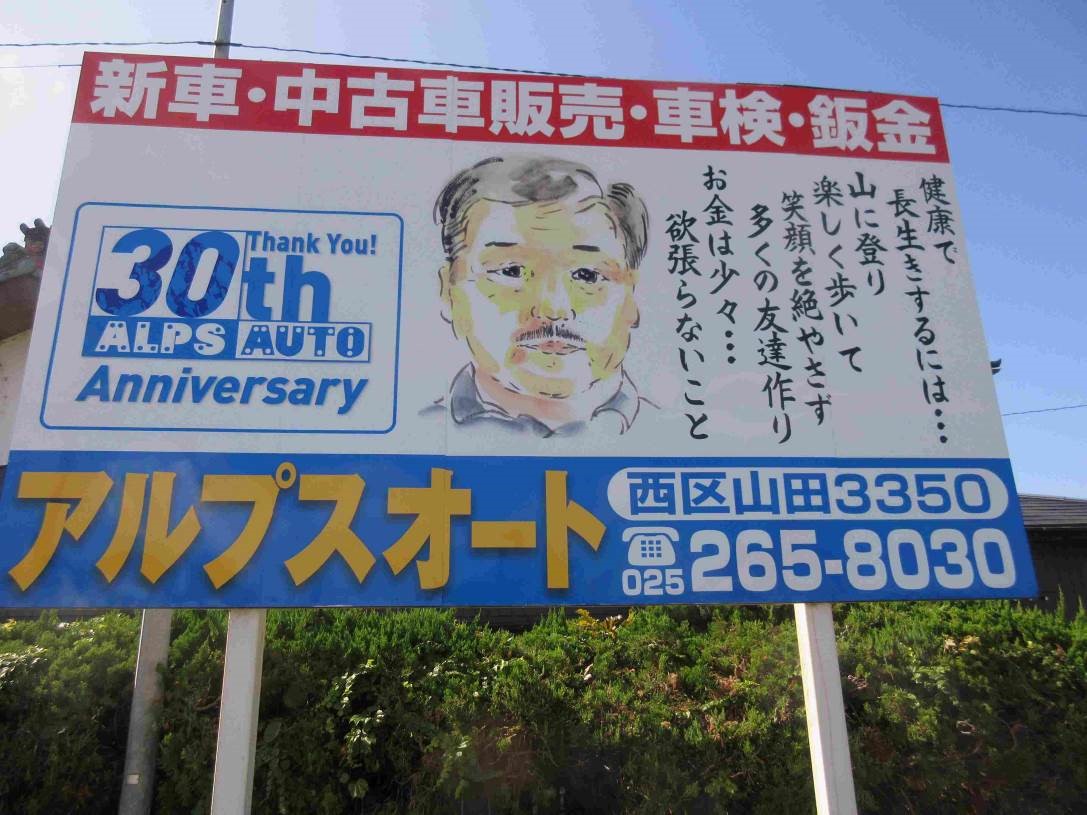 新車・中古車販売・車検・鈑金
30th
Thank You!
ALPS AUTO
Anniversary
健康で
長生きするには・・・
山に登り
楽しく歩いて
笑顔を絶やさず
多くの友達作り
お金は少々・・・
欲張らないこと
アルプスオート
西区山田3350
025 265-8030